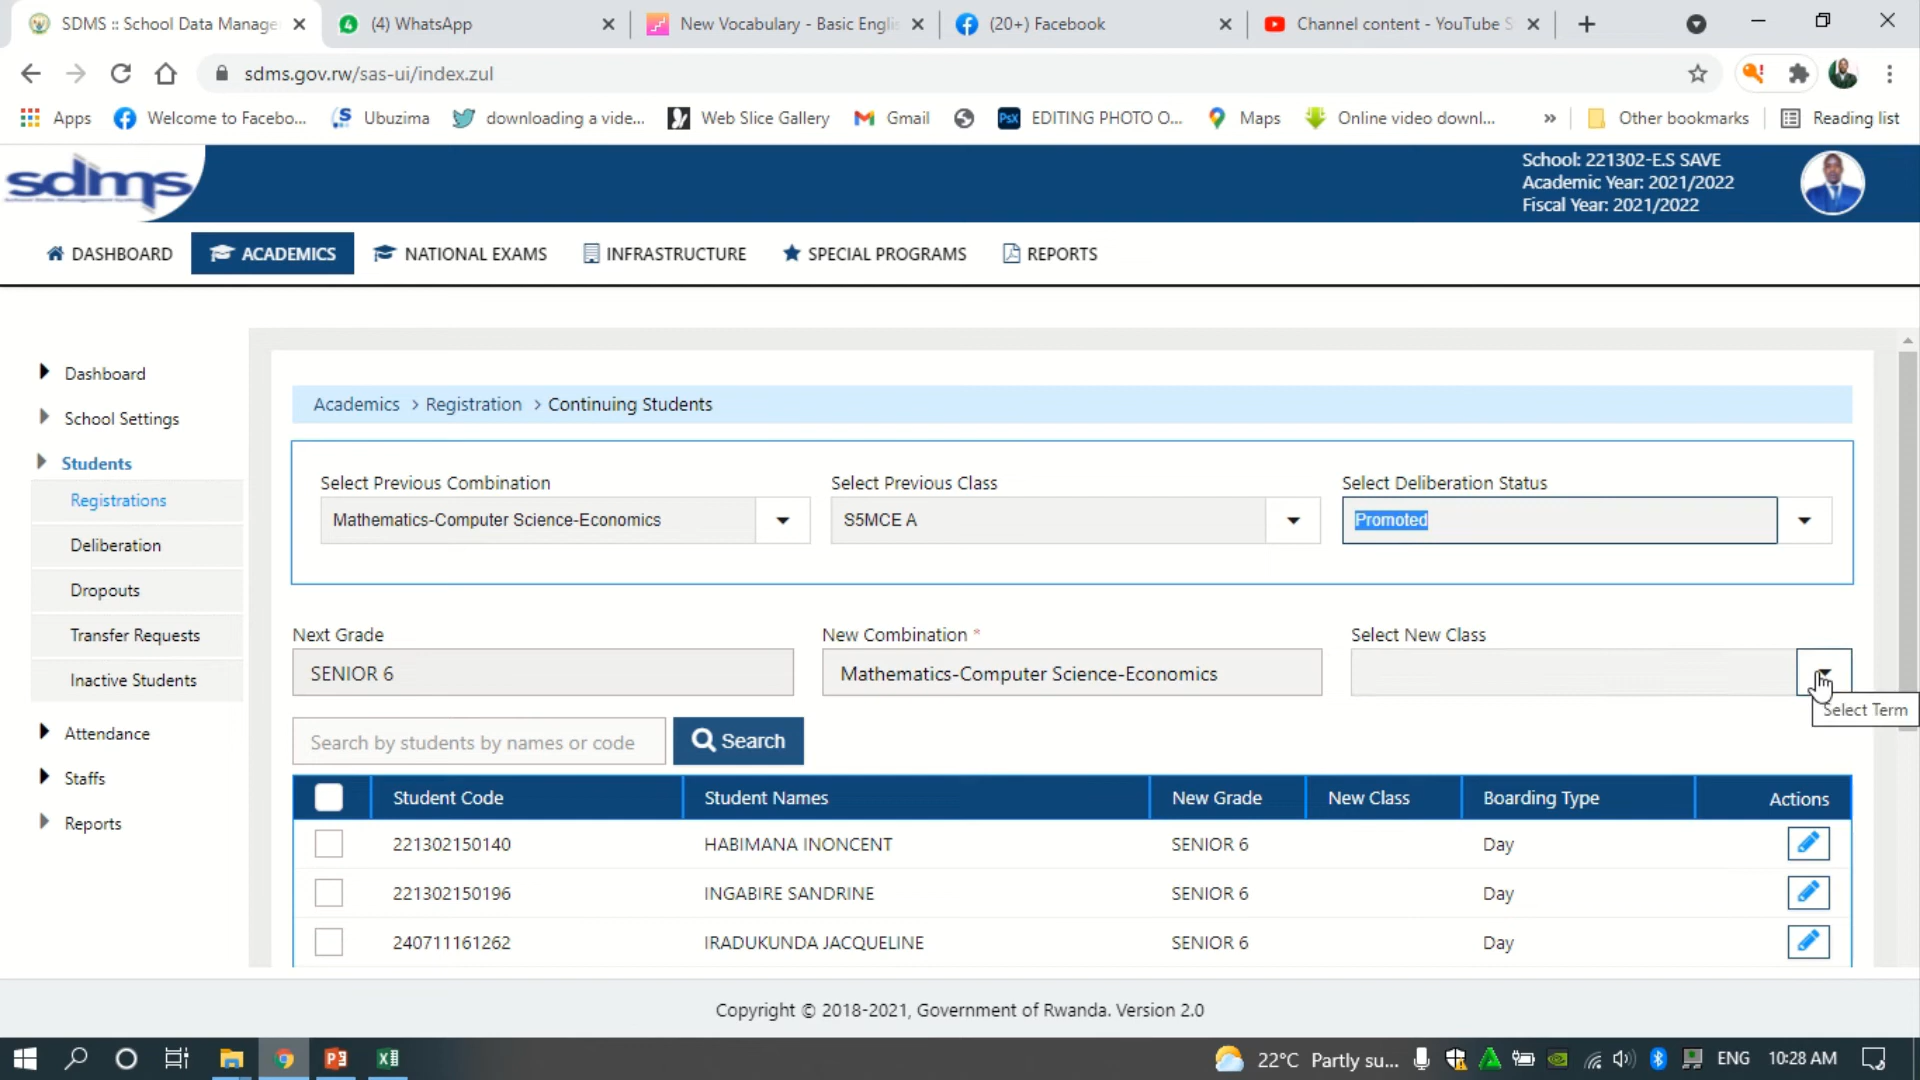 SDMS :: School Data Manage
(4) WhatsApp
New Vocabulary - Basic Englis
(20+) Facebook
Channel content - YouTube S
sdms.gov.rw/sas-ui/index.zul
Apps
Welcome to Facebo...
Ubuzima
downloading a vide...
Web Slice Gallery
Gmail
EDITING PHOTO O...
Maps
Online video downl...
»
Other bookmarks
Reading list
sdms
School: 221302-E.S SAVE
Academic Year: 2021/2022
Fiscal Year: 2021/2022
DASHBOARD
ACADEMICS
NATIONAL EXAMS
INFRASTRUCTURE
SPECIAL PROGRAMS
REPORTS
Dashboard
School Settings
Students
Registrations
Deliberation
Dropouts
Transfer Requests
Inactive Students
Attendance
Staffs
Reports
Academics > Registration > Continuing Students
Select Previous Combination
Mathematics-Computer Science-Economics
Select Previous Class
S5MCE A
Select Deliberation Status
Promoted
Next Grade
SENIOR 6
New Combination *
Mathematics-Computer Science-Economics
Select New Class
Select Term
Search by students by names or code
Search
Student Code Student Names New Grade New Class Boarding Type Actions
221302150140 HABIMANA INONCENT SENIOR 6 Day
221302150196 INGABIRE SANDRINE SENIOR 6 Day
240711161262 IRADUKUNDA JACQUELINE SENIOR 6 Day
Copyright © 2018-2021, Government of Rwanda. Version 2.0
22°C Partly su...
ENG
10:28 AM